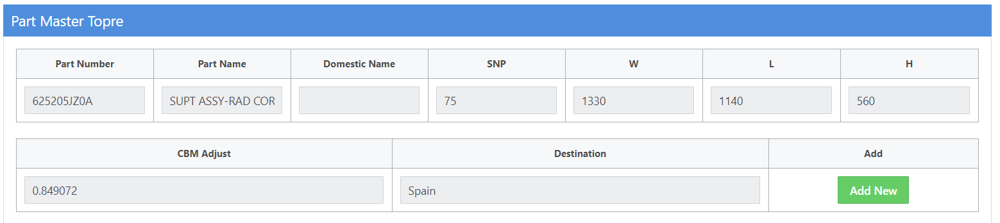 Part Master Topre
Part Number Part Name Domestic Name SNP W L H
625205JZ0A SUPT ASSY-RAD COR 75 1330 1140 560
CBM Adjust Destination Add
0.849072 Spain Add New